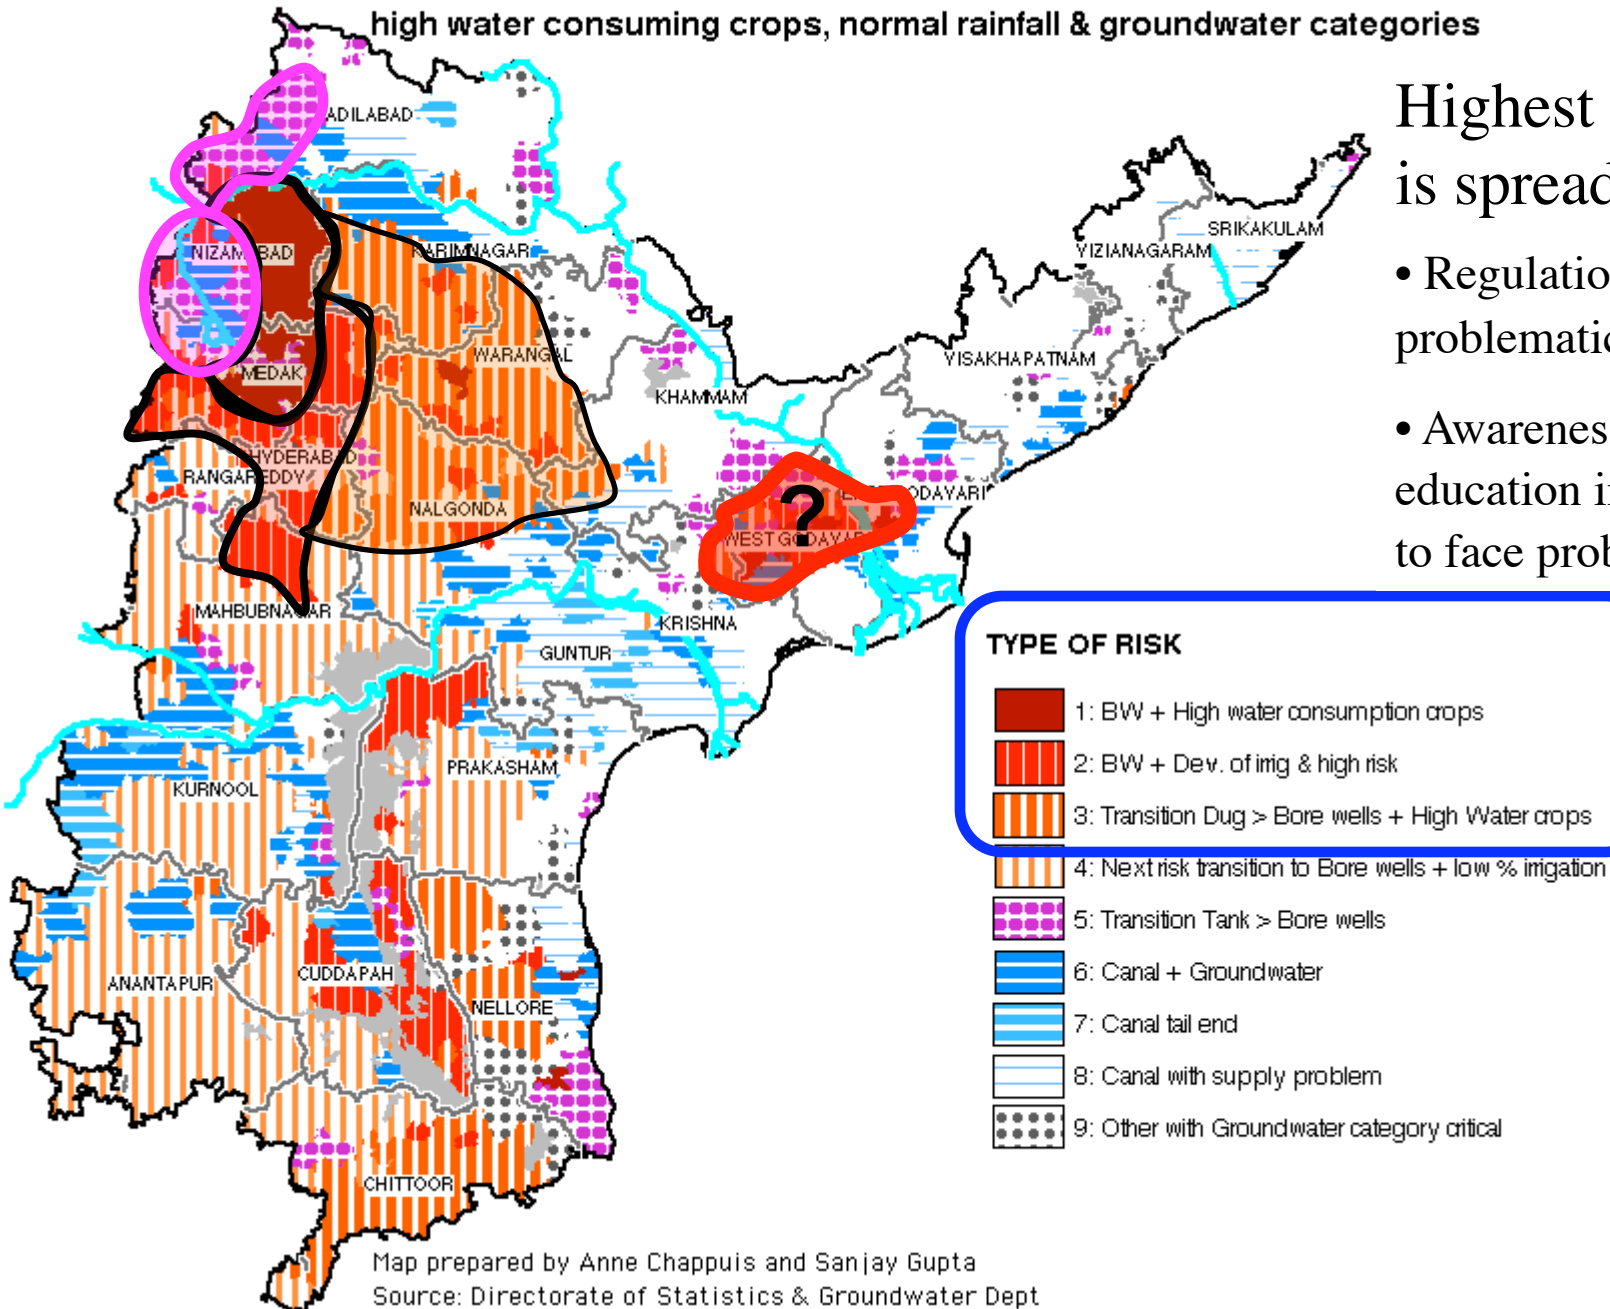 high water consuming crops, normal rainfall & groundwater categories
Highest
is spread
• Regulatio
problematic
• Awarenes
education i
to face prob
ADILABAD
NIZAMABAD
KARIMNAGAR
SRIKAKULAM
VIZIANAGARAM
WARANGAL
VISAKHAPATNAM
MEDAK
KHAMMAM
HYDERABAD
RANGAREDDY
NALGONDA
?
EAST GODAVARI
WEST GODAVARI
MAHBUBNAGAR
KRISHNA
GUNTUR
PRAKASHAM
KURNOOL
ANANTAPUR
CUDDAPAH
NELLORE
CHITTOOR
TYPE OF RISK
1: BW + High water consumption crops
2: BW + Dev. of irrig & high risk
3: Transition Dug > Bore wells + High Water crops
4: Next risk transition to Bore wells + low % irrigation
5: Transition Tank > Bore wells
6: Canal + Groundwater
7: Canal tail end
8: Canal with supply problem
9: Other with Groundwater category critical
Map prepared by Anne Chappuis and Sanjay Gupta
Source: Directorate of Statistics & Groundwater Dept